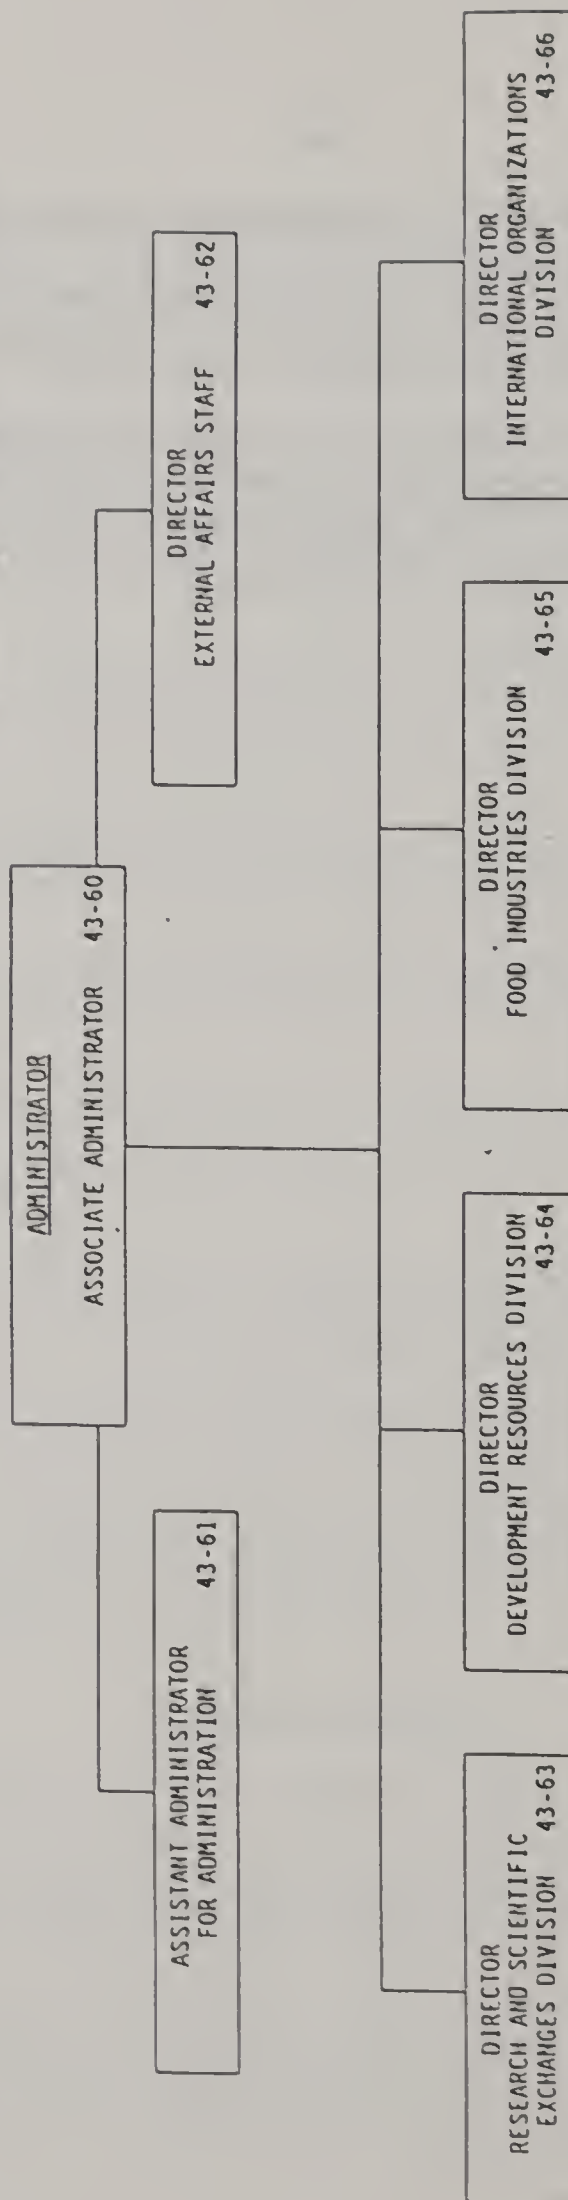 ADMINISTRATOR
ASSOCIATE ADMINISTRATOR 43-60
ASSISTANT ADMINISTRATOR
FOR ADMINISTRATION 43-61
DIRECTOR
EXTERNAL AFFAIRS STAFF 43-62
DIRECTOR
RESEARCH AND SCIENTIFIC
EXCHANGES DIVISION 43-63
DIRECTOR
DEVELOPMENT RESOURCES DIVISION
43-64
DIRECTOR
FOOD INDUSTRIES DIVISION
43-65
DIRECTOR
INTERNATIONAL ORGANIZATIONS
DIVISION 43-66